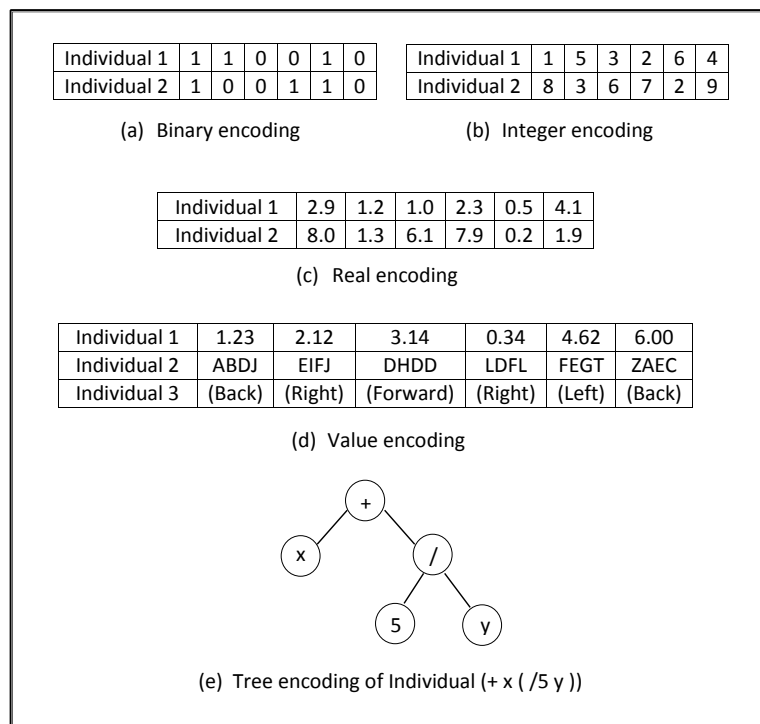 Individual 1 1 1 0 0 1 0
Individual 2 1 0 0 1 1 0
(a) Binary encoding
Individual 1 1 5 3 2 6 4
Individual 2 8 3 6 7 2 9
(b) Integer encoding
Individual 1 2.9 1.2 1.0 2.3 0.5 4.1
Individual 2 8.0 1.3 6.1 7.9 0.2 1.9
(c) Real encoding
Individual 1 1.23 2.12 3.14 0.34 4.62 6.00
Individual 2 ABDJ EIFJ DHDD LDFL FEGT ZAEC
Individual 3 (Back) (Right) (Forward) (Right) (Left) (Back)
(d) Value encoding
+
x /
5 y
(e) Tree encoding of Individual (+ x ( /5 y ))